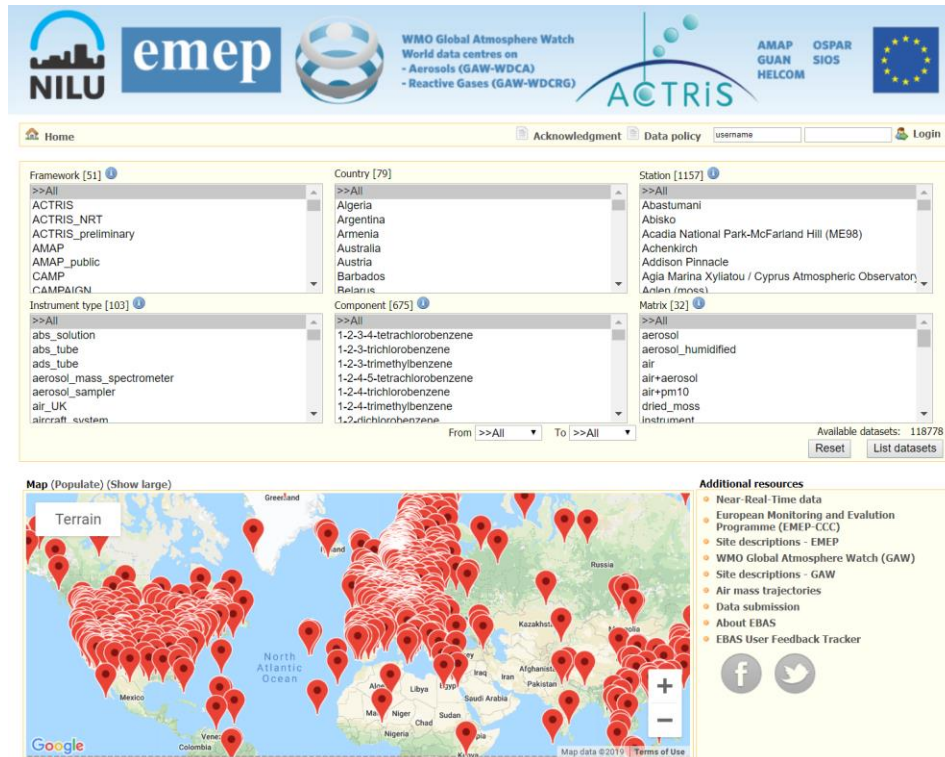 NILU
emep
WMO Global Atmosphere Watch
World data centres on
- Aerosols (GAW-WDCA)
- Reactive Gases (GAW-WDCRG)
ACTRiS
AMAP OSPAR
GUAN SIOS
HELCOM
Home
Acknowledgment Data policy username Login
Framework [51]
>>All
ACTRIS
ACTRIS_NRT
ACTRIS_preliminary
AMAP
AMAP_public
CAMP
CAMPAIGN
Country [79]
>>All
Algeria
Argentina
Armenia
Australia
Austria
Barbados
Belarus
Station [1157]
>>All
Abastumani
Abisko
Acadia National Park-McFarland Hill (ME98)
Achenkirch
Addison Pinnacle
Agia Marina Xyliatou / Cyprus Atmospheric Observatory
Aglen (moss)
Instrument type [103]
>>All
abs_solution
abs_tube
ads_tube
aerosol_mass_spectrometer
aerosol_sampler
air_UK
aircraft_system
Component [675]
>>All
1-2-3-4-tetrachlorobenzene
1-2-3-trichlorobenzene
1-2-3-trimethylbenzene
1-2-4-5-tetrachlorobenzene
1-2-4-trichlorobenzene
1-2-4-trimethylbenzene
1-2-dichlorobenzene
Matrix [32]
>>All
aerosol
aerosol_humidified
air
air+aerosol
air+pm10
dried_moss
instrument
From >>All To >>All
Available datasets: 118778
Reset List datasets
Map (Populate) (Show large)
Terrain
Greenland
Russia
Kazakhst
North
Atlantic
Ocean
Afghanist
Iraq
Iran
Pakistan
Libya
Saudi Arabia
Mexico
Niger
Chad
Sudan
Nigeria
Colombia
Google
Map data ©2019 Terms of Use
Additional resources
Near-Real-Time data
European Monitoring and Evalution
Programme (EMEP-CCC)
Site descriptions - EMEP
WMO Global Atmosphere Watch (GAW)
Site descriptions - GAW
Air mass trajectories
Data submission
About EBAS
EBAS User Feedback Tracker